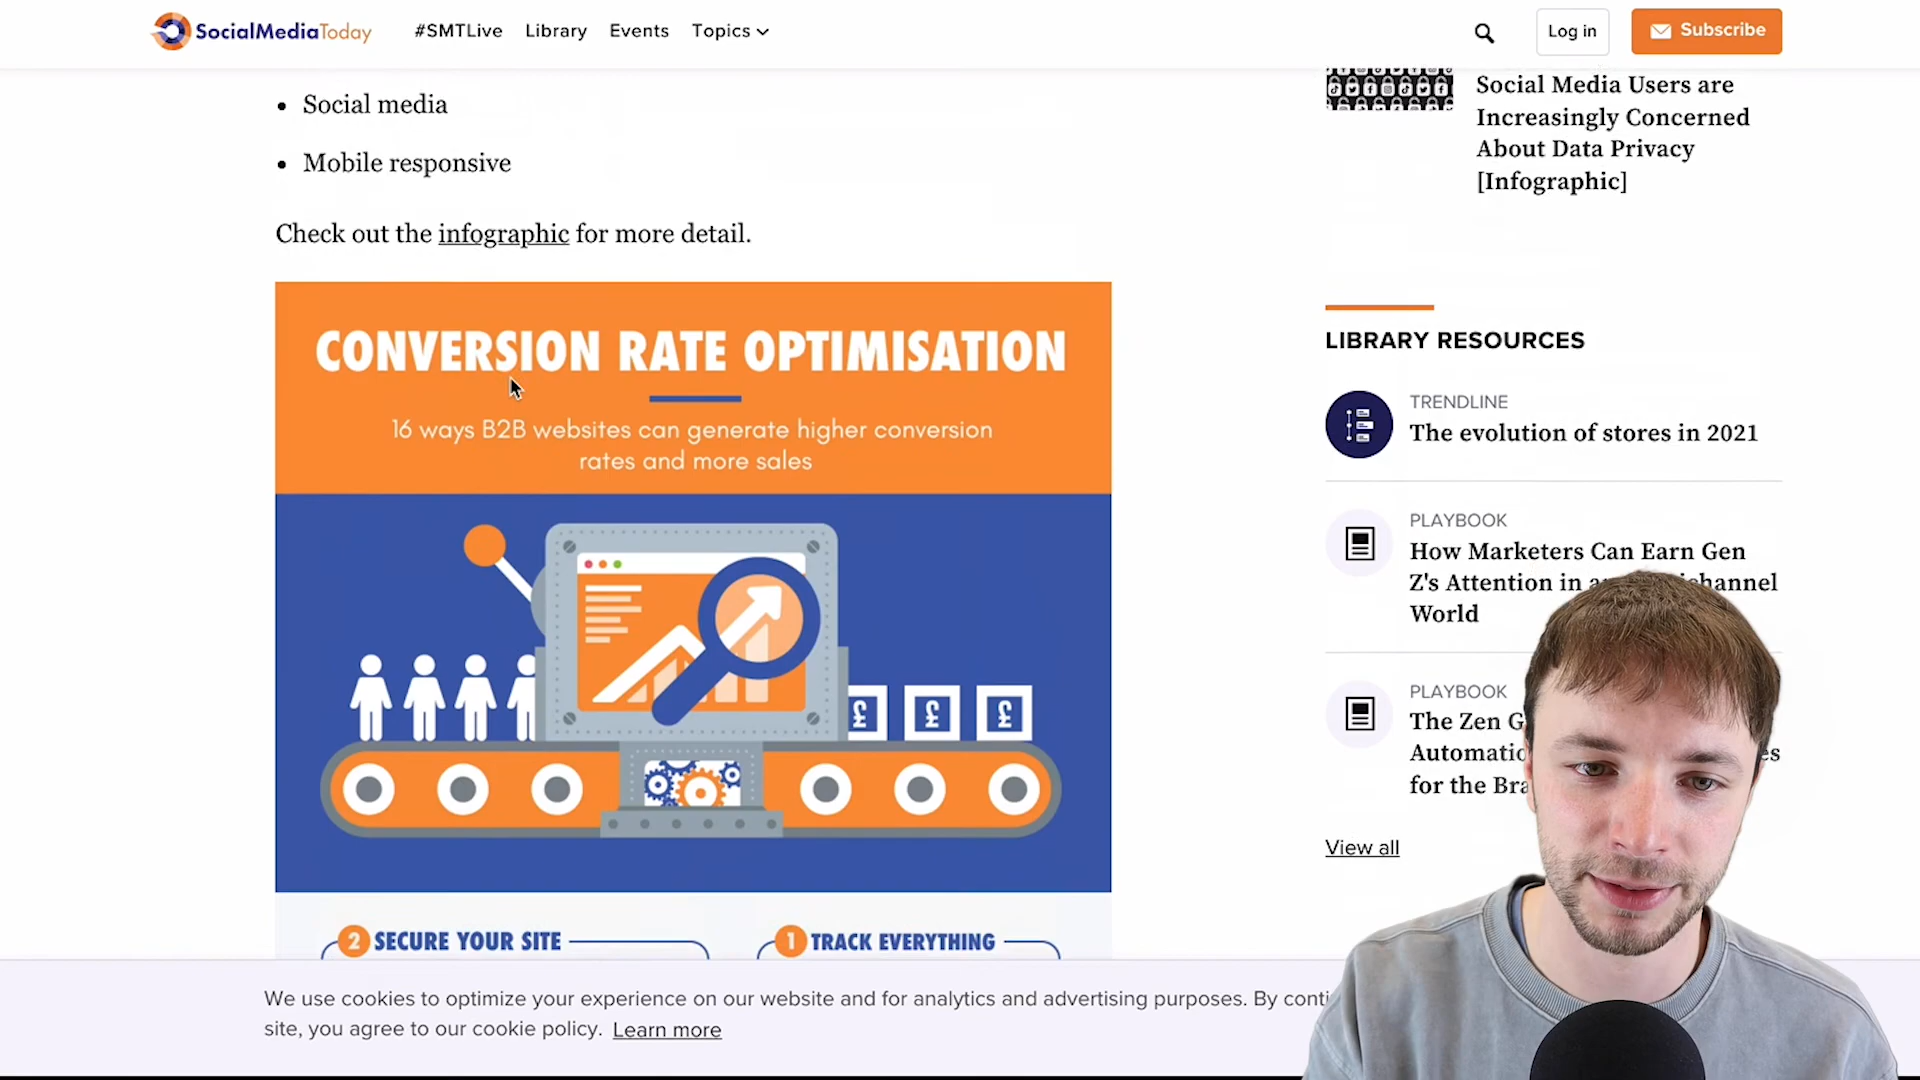 SocialMediaToday
#SMTLive
Library
Events
Topics
Log in
Subscribe
Social media
Mobile responsive
Check out the infographic for more detail.
CONVERSION RATE OPTIMISATION
16 ways B2B websites can generate higher conversion
rates and more sales
£
£
£
2 SECURE YOUR SITE
1 TRACK EVERYTHING
Social Media Users are
Increasingly Concerned
About Data Privacy
[Infographic]
LIBRARY RESOURCES
TRENDLINE
The evolution of stores in 2021
PLAYBOOK
How Marketers Can Earn Gen
Z's Attention in
World
PLAYBOOK
The Zen
for the
View all
We use cookies to optimize your experience on our website and for analytics and advertising purposes. By
site, you agree to our cookie policy. Learn more